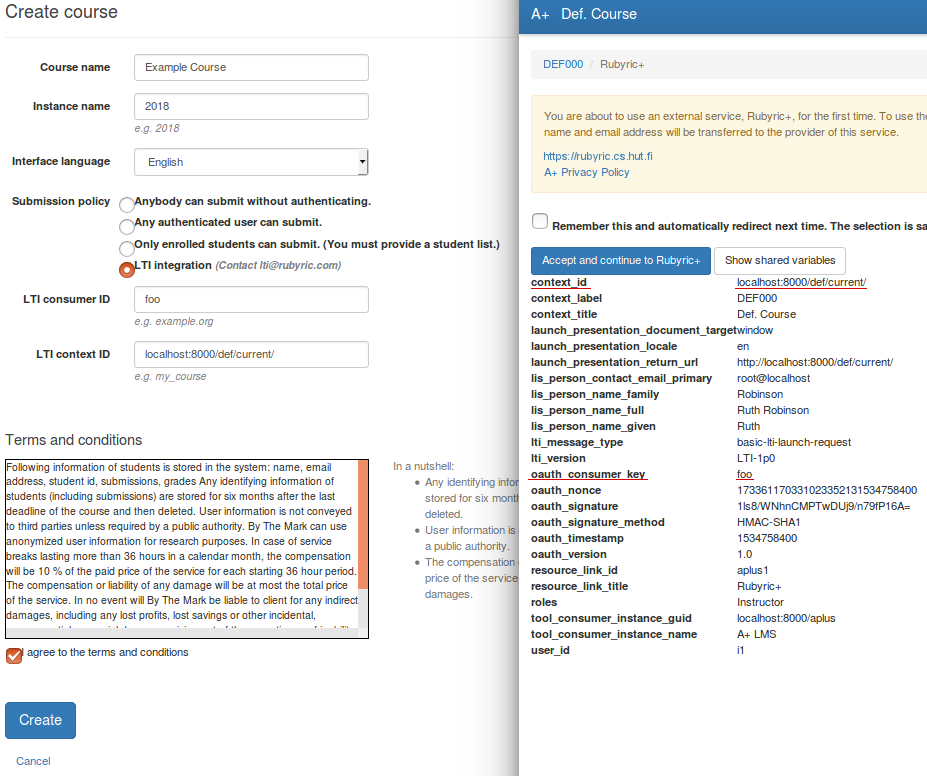 Create course
Course name
Example Course
Instance name
2018
e.g. 2018
Interface language
English
Submission policy
Anybody can submit without authenticating.
Any authenticated user can submit.
Only enrolled students can submit. (You must provide a student list.)
LTI integration (Contact lti@rubyric.com)
LTI consumer ID
foo
e.g. example.org
LTI context ID
localhost:8000/def/current/
e.g. my_course
Terms and conditions
Following information of students is stored in the system: name, email
address, student id, submissions, grades Any identifying information of
students (including submissions) are stored for six months after the last
deadline of the course and then deleted. User information is not conveyed
to third parties unless required by a public authority. By The Mark can use
anonymized user information for research purposes. In case of service
breaks lasting more than 36 hours in a calendar month, the compensation
will be 10 % of the paid price of the service for each starting 36 hour period.
The compensation or liability of any damage will be at most the total price
of the service. In no event will By The Mark be liable to client for any indirect
damages, including any lost profits, lost savings or other incidental,
In a nutshell:
Any identifying infor
stored for six mont
deleted.
User information is
a public authority.
The compensation
price of the service
damages.
I agree to the terms and conditions
Create
Cancel
A+ Def. Course
DEF000 / Rubyric+
You are about to use an external service, Rubyric+, for the first time. To use the
name and email address will be transferred to the provider of this service.
https://rubyric.cs.hut.fi
A+ Privacy Policy
Remember this and automatically redirect next time. The selection is sa
Accept and continue to Rubyric+
Show shared variables
context_id localhost:8000/def/current/
context_label DEF000
context_title Def. Course
launch_presentation_document_target window
launch_presentation_locale en
launch_presentation_return_url http://localhost:8000/def/current/
lis_person_contact_email_primary root@localhost
lis_person_name_family Robinson
lis_person_name_full Ruth Robinson
lis_person_name_given Ruth
lti_message_type basic-lti-launch-request
lti_version LTI-1p0
oauth_consumer_key foo
oauth_nonce 173361170331023352131534758400
oauth_signature 1ls8/WNhnCMPTwDUj9/n79fP16A=
oauth_signature_method HMAC-SHA1
oauth_timestamp 1534758400
oauth_version 1.0
resource_link_id aplus1
resource_link_title Rubyric+
roles Instructor
tool_consumer_instance_guid localhost:8000/aplus
tool_consumer_instance_name A+ LMS
user_id i1